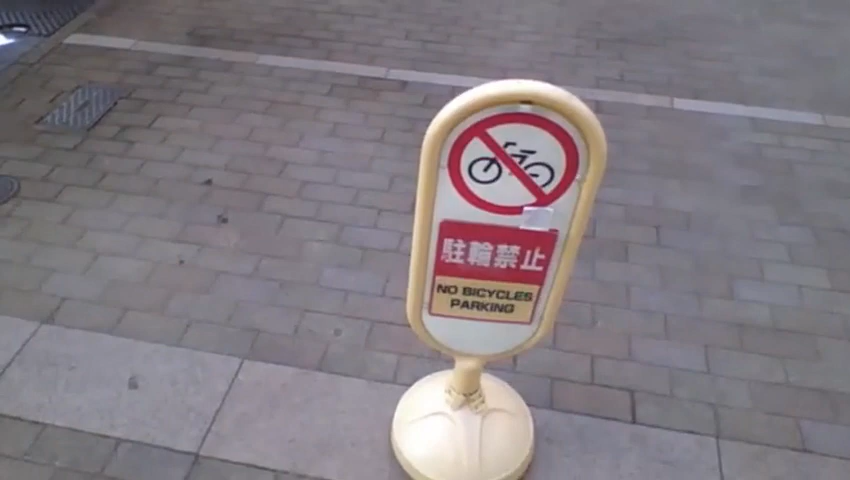 駐輪禁止
NO BICYCLES
PARKING